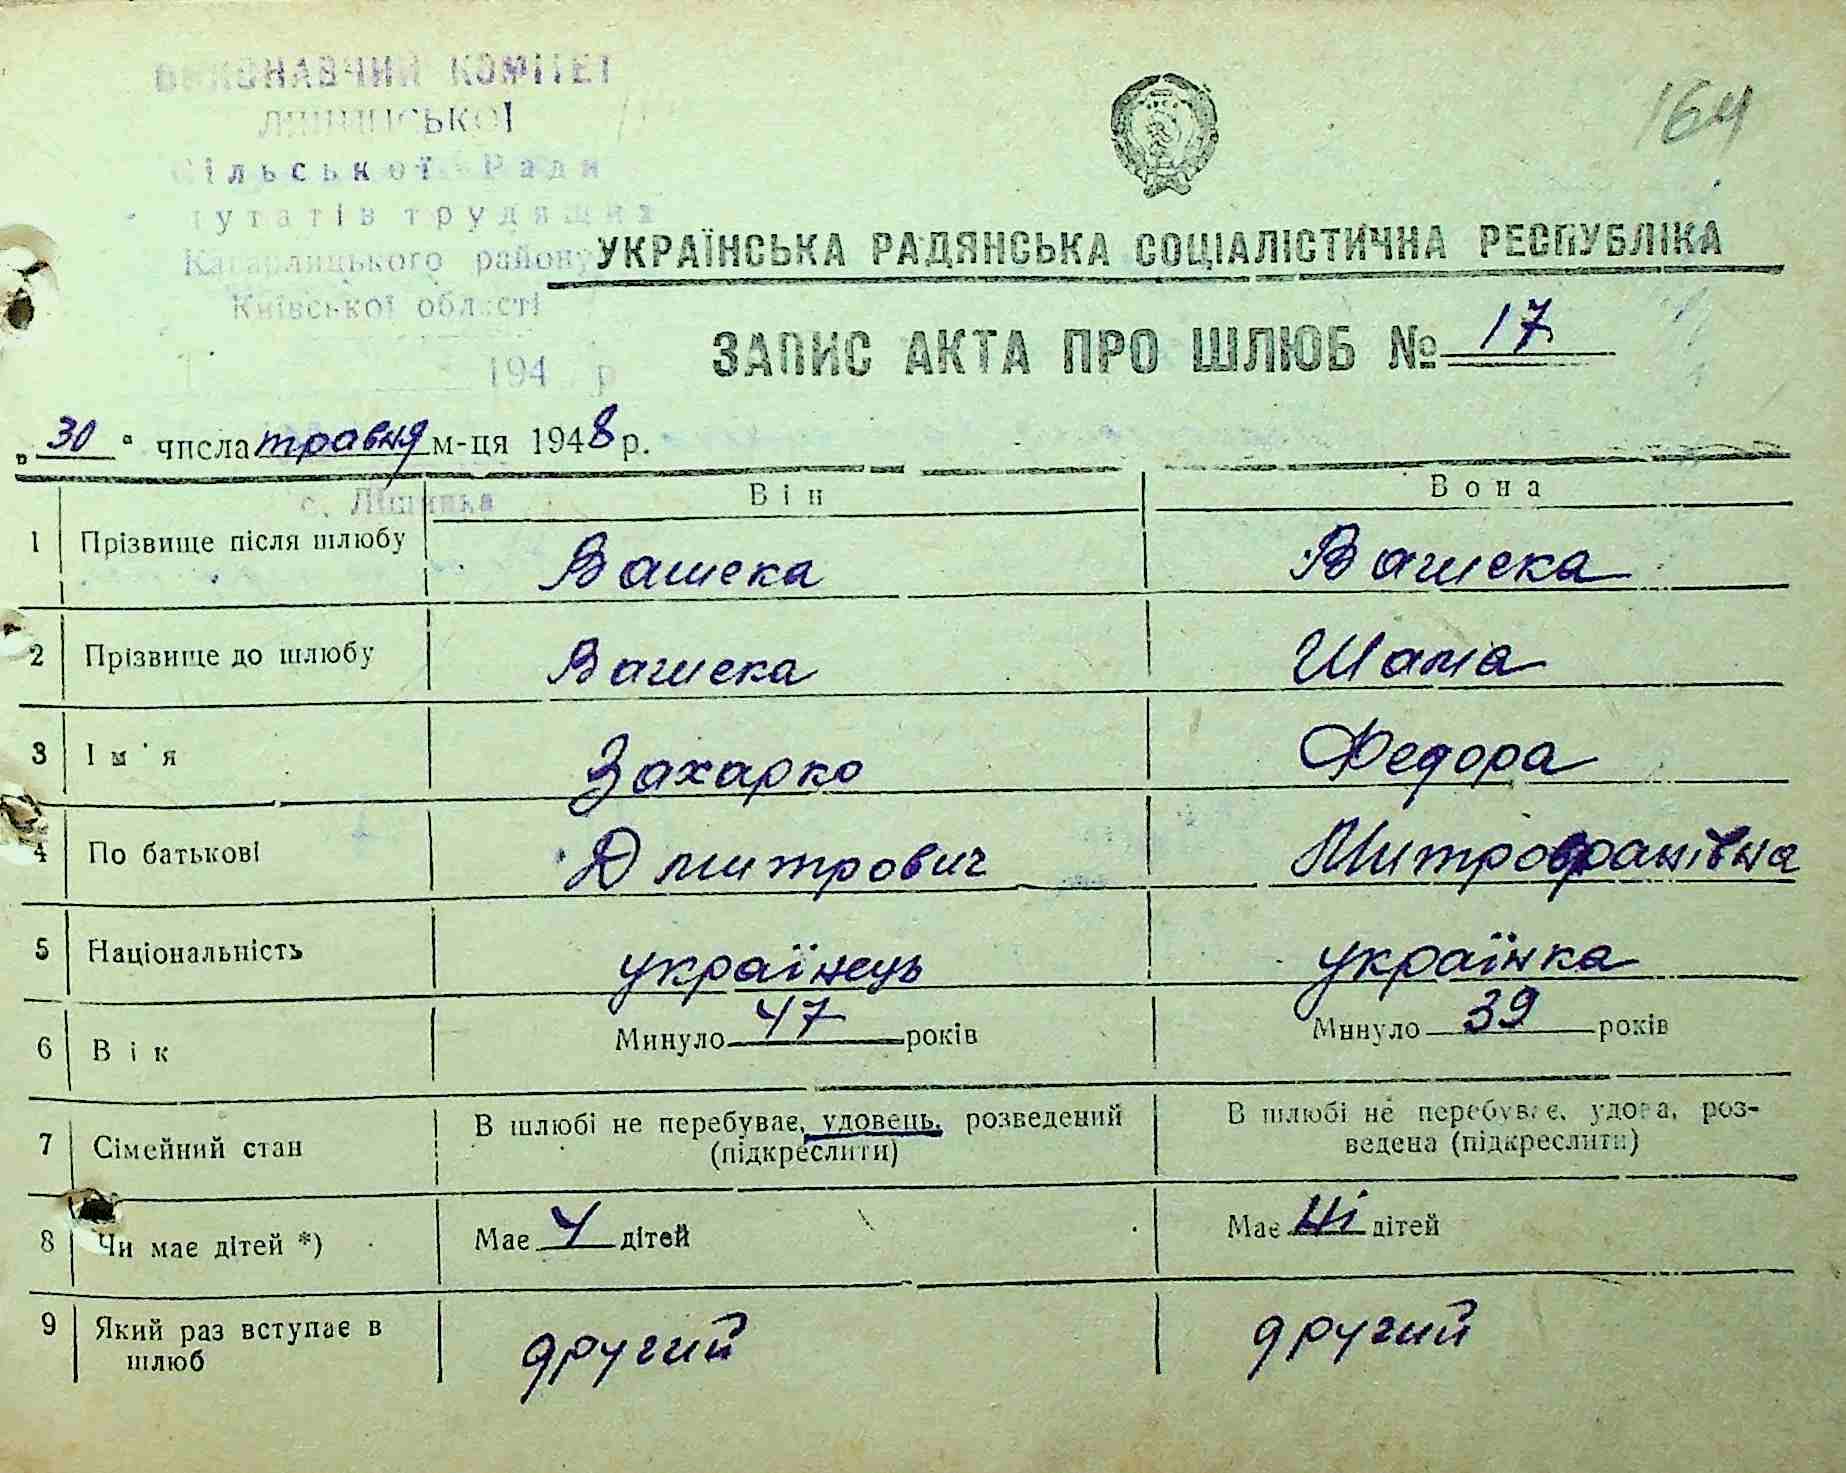 ВИКОНАВЧИЙ КОМІТЕТ
164
Сільської Ради
путатів трудящих
Кагарлицького району
УКРАЇНСЬКА РАДЯНСЬКА СОЦІАЛІСТИЧНА РЕСПУБЛІКА
Київської області
ЗАПИС АКТА ПРО ШЛЮБ № 17
194 р
„30“ числа травня м-ця 1948 р.
Він Вона
1 Прізвище після шлюбу Вашека Вашека
2 Прізвище до шлюбу Вашека Шама
3 Ім'я Захарко Федора
4 По батькові Дмитрович Митрофанівна
5 Національність українець українка
6 Вік Минуло 47 років Минуло 39 років
7 Сімейний стан В шлюбі не перебуває, удовець, розведений (підкреслити) В шлюбі не перебуває, удова, роз-
ведена (підкреслити)
8 Чи має дітей *) Має 4 дітей Має Ні дітей
9 Який раз вступає в
шлюб другий другий